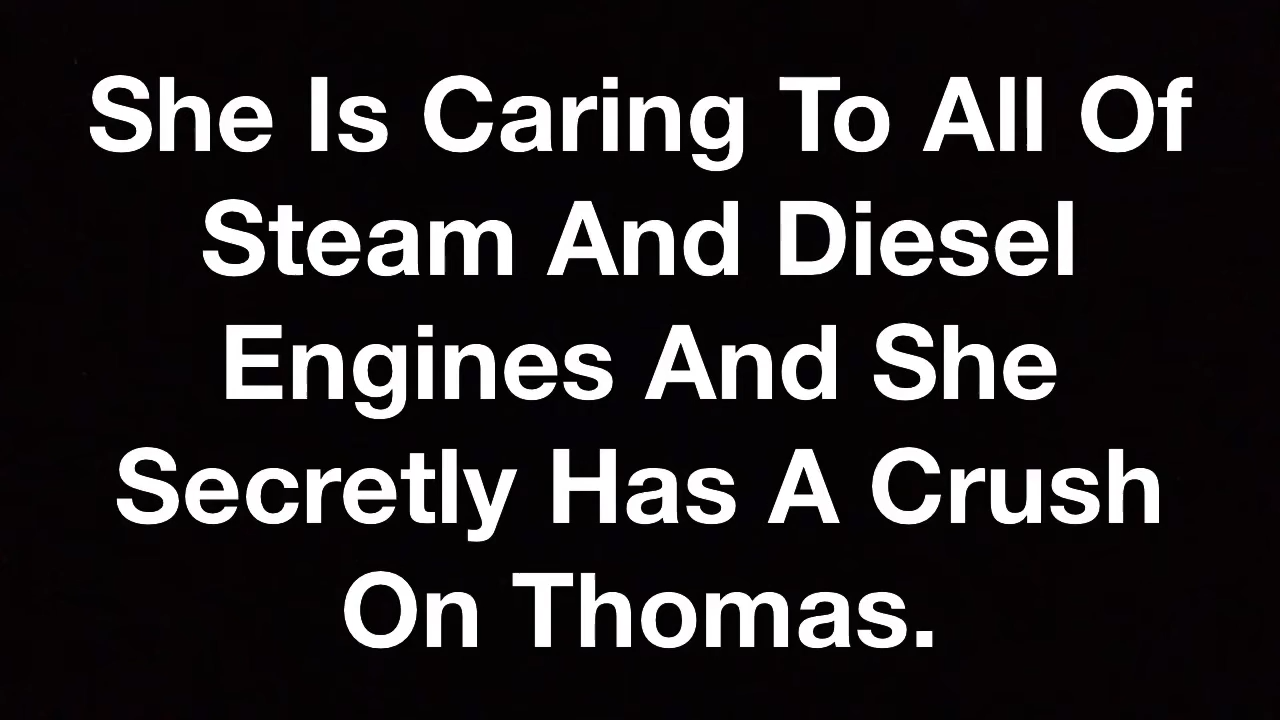 She Is Caring To All Of
Steam And Diesel
Engines And She
Secretly Has A Crush
On Thomas.